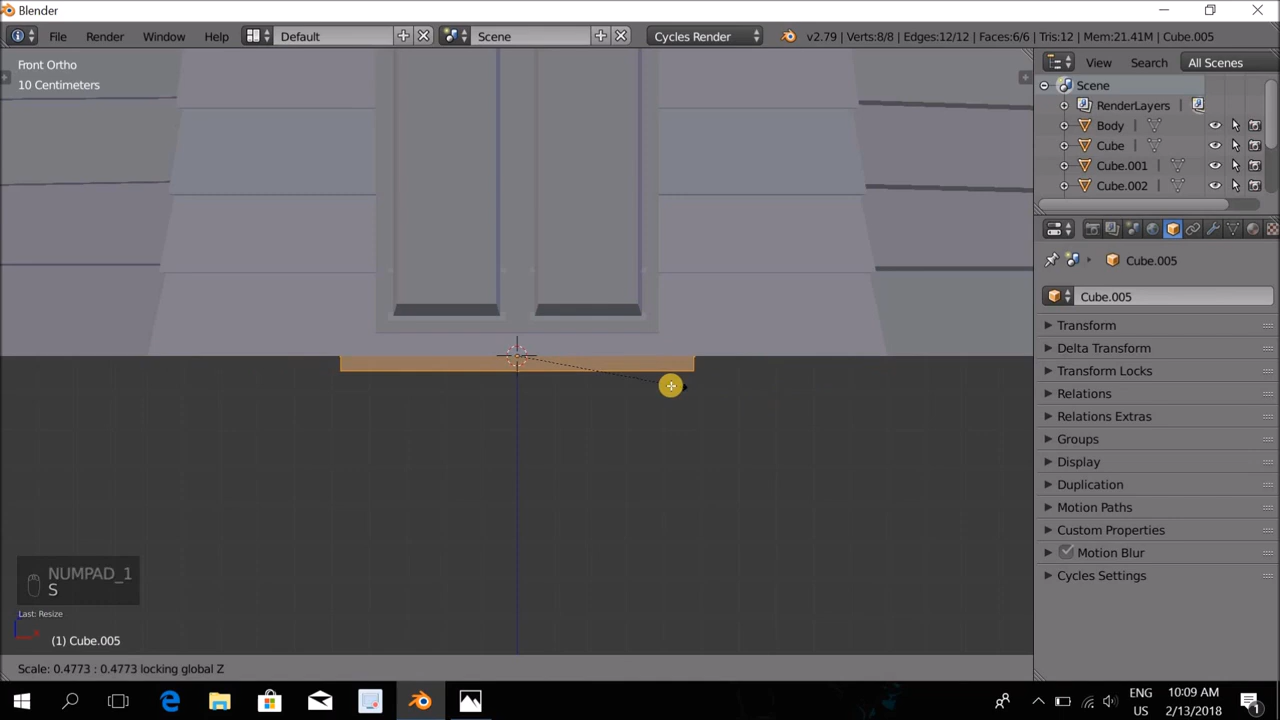 Blender
File Render Window Help Default Scene Cycles Render v2.79 | Verts:8/8 | Edges:12/12 | Faces:6/6 | Tris:12 | Mem:21.41M | Cube.005
Front Ortho
10 Centimeters
View Search All Scenes
Scene
RenderLayers
Body
Cube
Cube.001
Cube.002
Cube.005
Cube.005
Transform
Delta Transform
Transform Locks
Relations
Relations Extras
Groups
Display
Duplication
Motion Paths
Custom Properties
Motion Blur
Cycles Settings
NUMPAD_1
S
Last: Resize
(1) Cube.005
Scale: 0.4773 : 0.4773 locking global Z
ENG
US
10:09 AM
2/13/2018
1